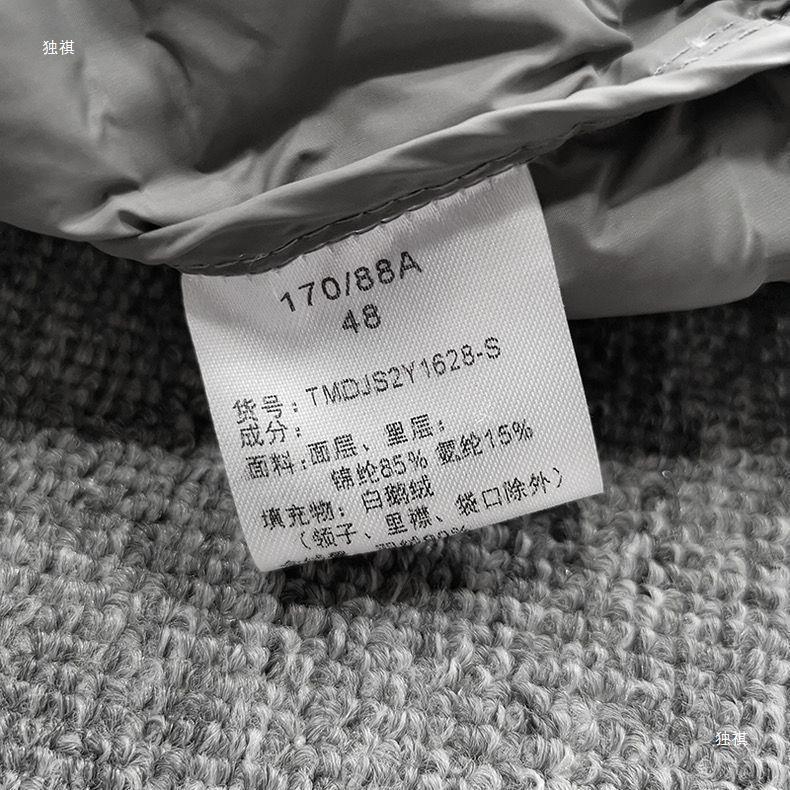 独祺
170/88A
48
货号: TMDJS2Y1628-S
成分:
面料: 面层、里层:
锦纶85% 氨纶15%
填充物: 白鹅绒
(领子、里襟、袋口除外)
独祺